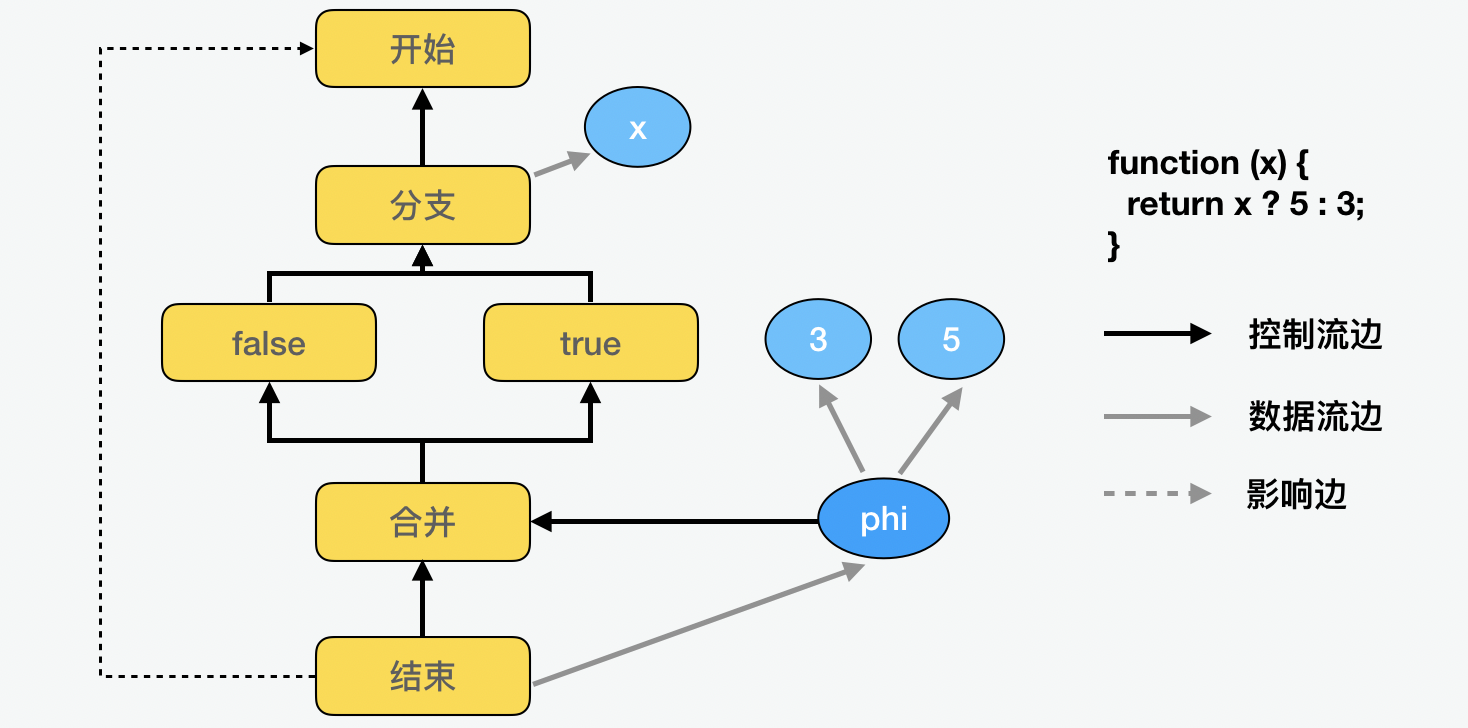 开始
x
分支
false
true
3
5
phi
合并
结束
function (x) {
return x ? 5 : 3;
}
控制流边
数据流边
影响边